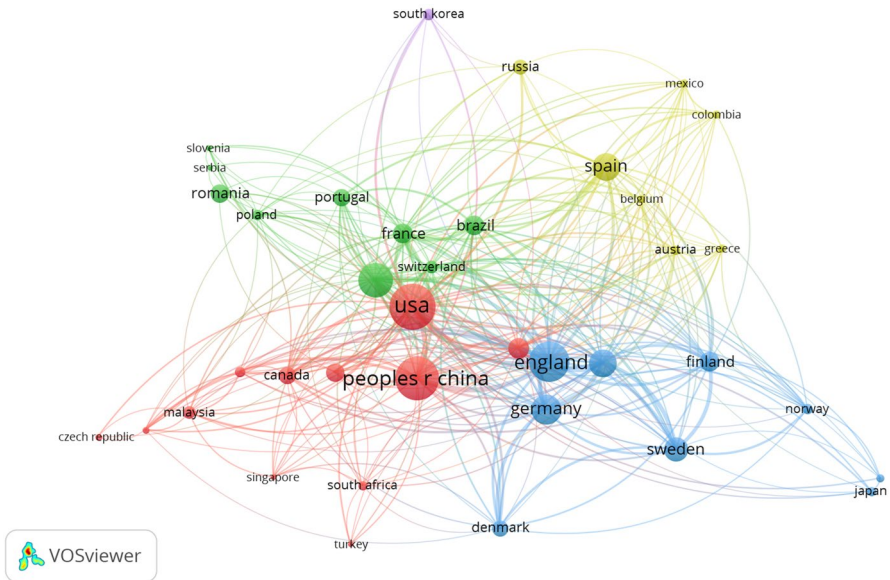 south korea
russia
mexico
colombia
slovenia
serbia
spain
romania
portugal
belgium
poland
france
brazil
austria
greece
switzerland
usa
england
finland
canada
peoples r china
malaysia
germany
norway
czech republic
sweden
singapore
south africa
japan
denmark
turkey
VOSviewer